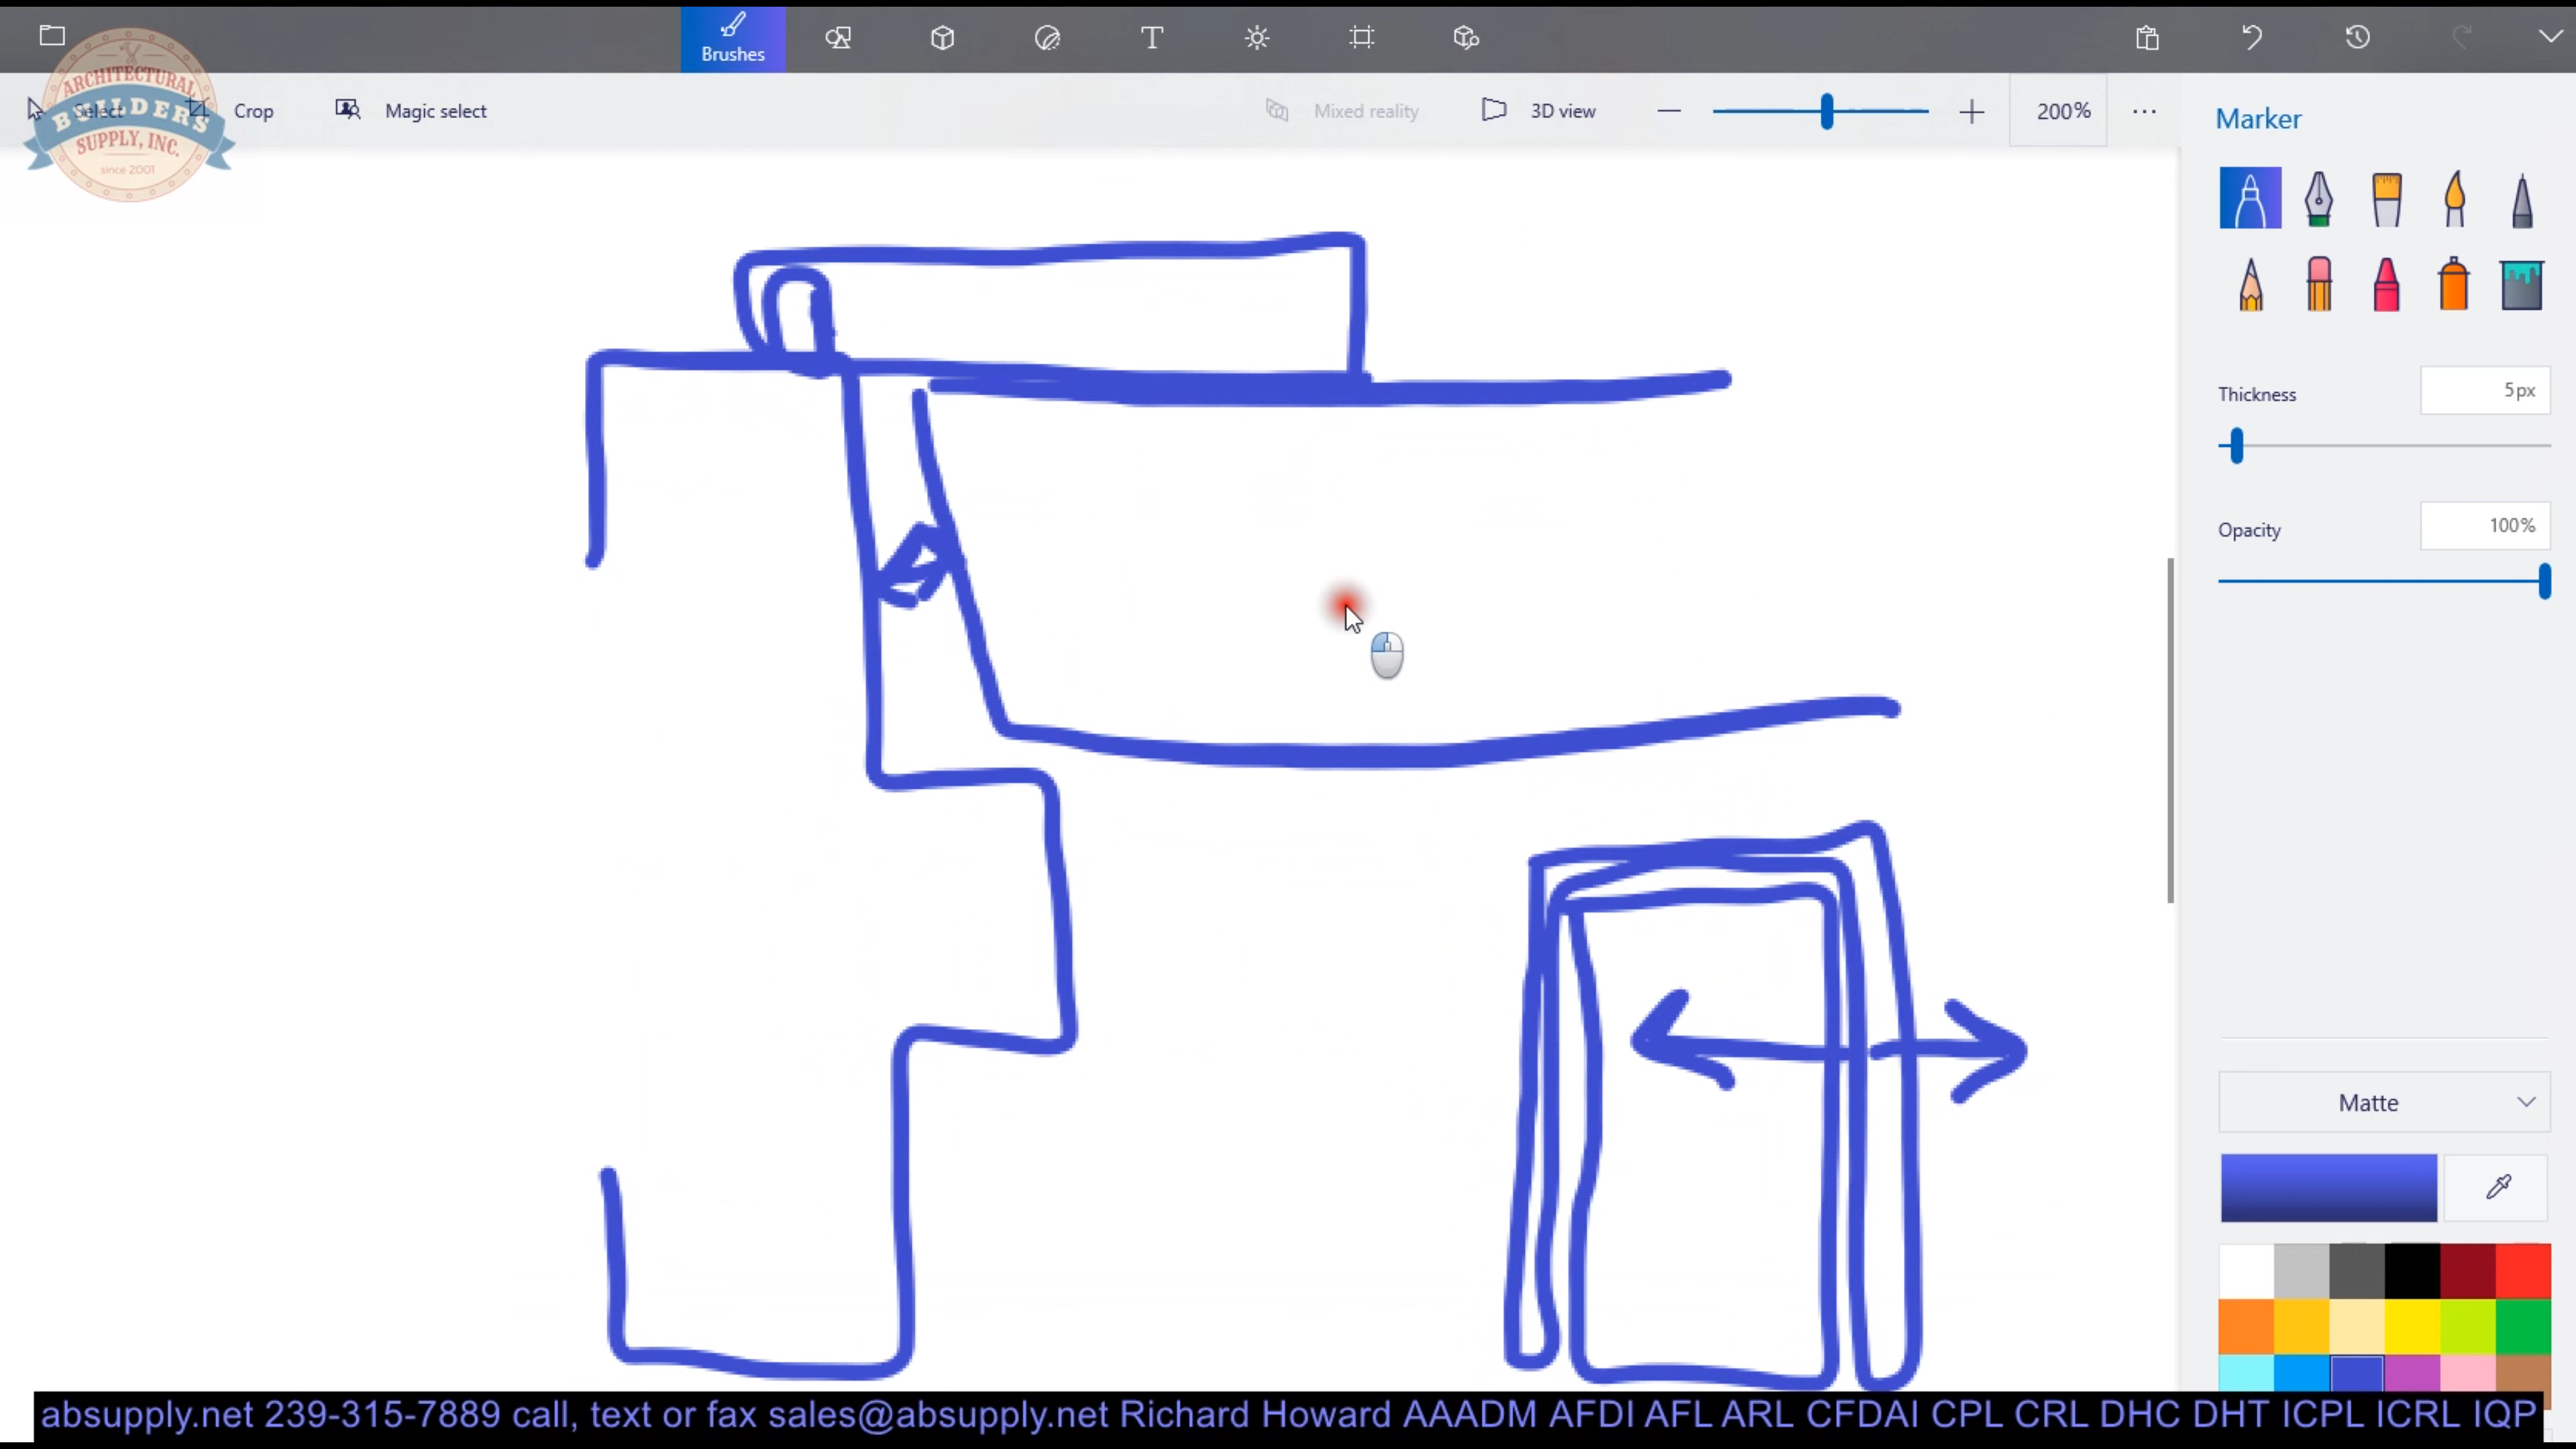 Brushes
ARCHITECTURAL
BUILDERS
SUPPLY, INC.
since 2001
Select
Crop
Magic select
Mixed reality
3D view
200%
Marker
Thickness
5px
Opacity
100%
Matte
absupply.net 239-315-7889 call, text or fax sales@absupply.net Richard Howard AAADM AFDI AFL ARL CFDAI CPL CRL DHC DHT ICPL ICRL IQP